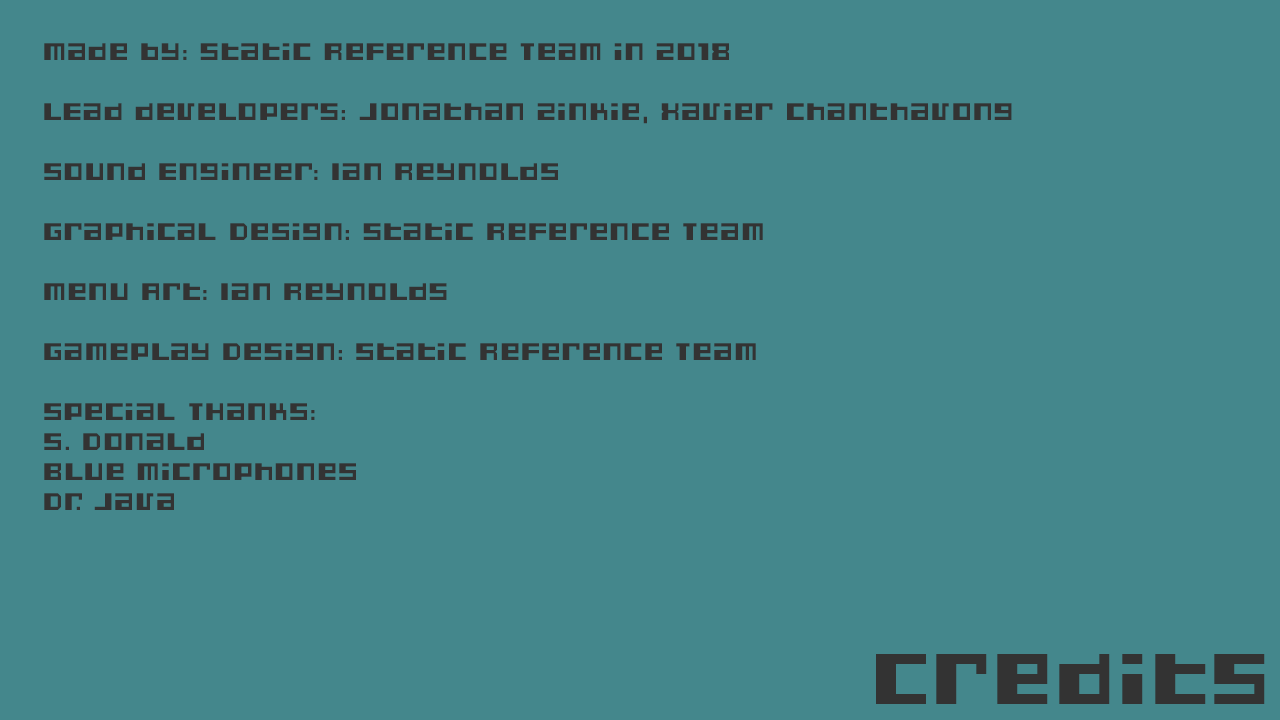 Made by: Static Reference Team in 2018
Lead developers: Jonathan Zinkie, Xavier Chanthavong
Sound Engineer: Ian Reynolds
Graphical Design: Static Reference Team
Menu Art: Ian Reynolds
Gameplay Design: Static Reference Team
Special Thanks:
S. Donald
Blue Microphones
Dr. Java
Credits